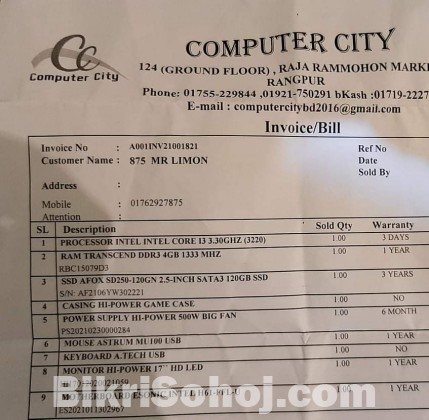 CC
Computer City
COMPUTER CITY
124 (GROUND FLOOR) , RAJA RAMMOHON MARK
RANGPUR
Phone: 01755-229844 ,01921-750291 bKash :01719-2227
E-mail : computercitybd2016@gmail.com
Invoice/Bill
Invoice No : A001INV21001821 Ref No
Customer Name : 875 MR LIMON Date
Sold By
Address :
Mobile : 01762927875
Attention :
SL Description Sold Qty Warranty
1 PROCESSOR INTEL INTEL CORE I3 3.30GHZ (3220) 1.00 3 DAYS
2 RAM TRANSCEND DDR3 4GB 1333 MHZ 1.00 1 YEAR
RBC15079D3
3 SSD AFOX SD250-120GN 2.5-INCH SATA3 120GB SSD 1.00 3 YEARS
S/N: AF2106YW302221
4 CASING HI-POWER GAME CASE 1.00 NO
5 POWER SUPPLY HI-POWER 500W BIG FAN 1.00 6 MONTH
PS20210230000284
6 MOUSE ASTRUM MU100 USB 1.00 1 YEAR
7 KEYBOARD A.TECH USB 1.00 NO
8 MONITOR HI-POWER 17" HD LED 1.00 1 YEAR
9 MOTHERBOARD ESONIC INTEL 1.00 1 YEAR
ES2021011302967
BikriSohoj.com